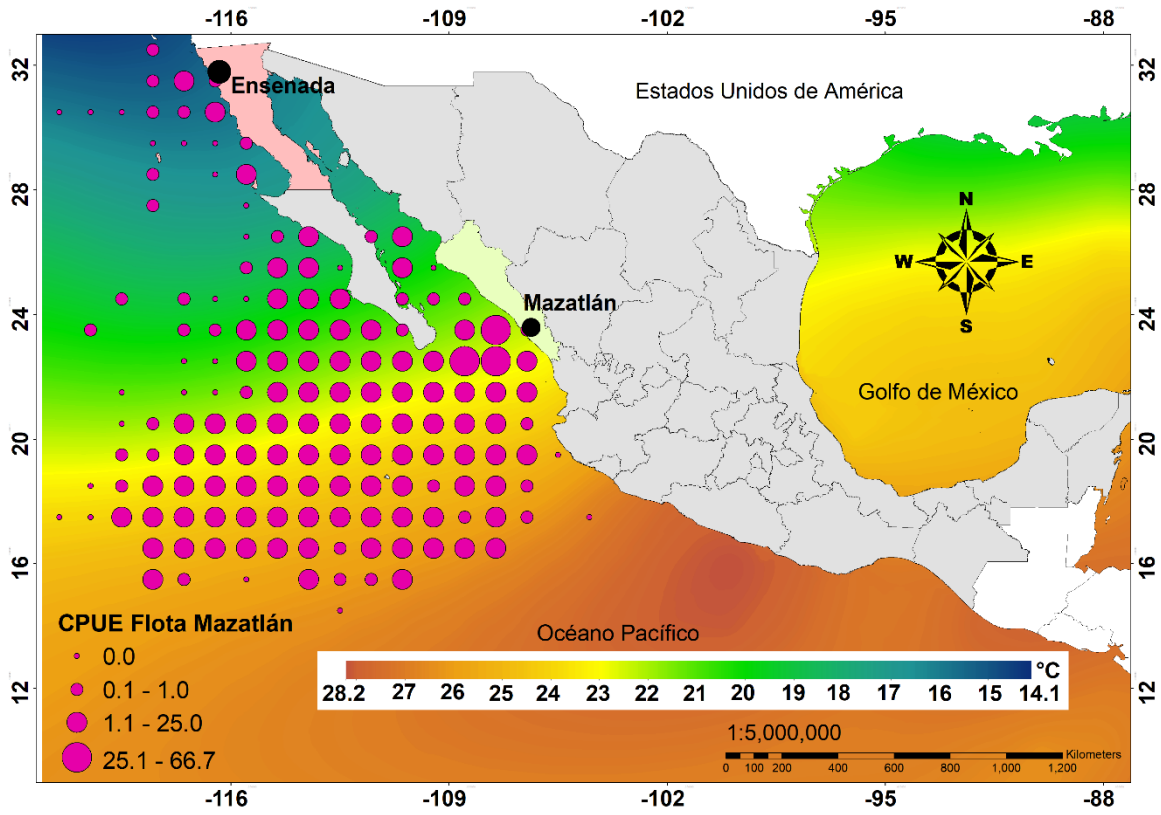 -116 -109 -102 -95 -88
32 32
Ensenada
Estados Unidos de América
28 28
N
W E
S
24 24
Mazatlán
Golfo de México
20 20
16 16
CPUE Flota Mazatlán
0.0
0.1 - 1.0
1.1 - 25.0
25.1 - 66.7
Océano Pacífico
°C
28.2 27 26 25 24 23 22 21 20 19 18 17 16 15 14.1
12 12
1:5,000,000
Kilometers
0 100 200 400 600 800 1,000 1,200
-116 -109 -102 -95 -88